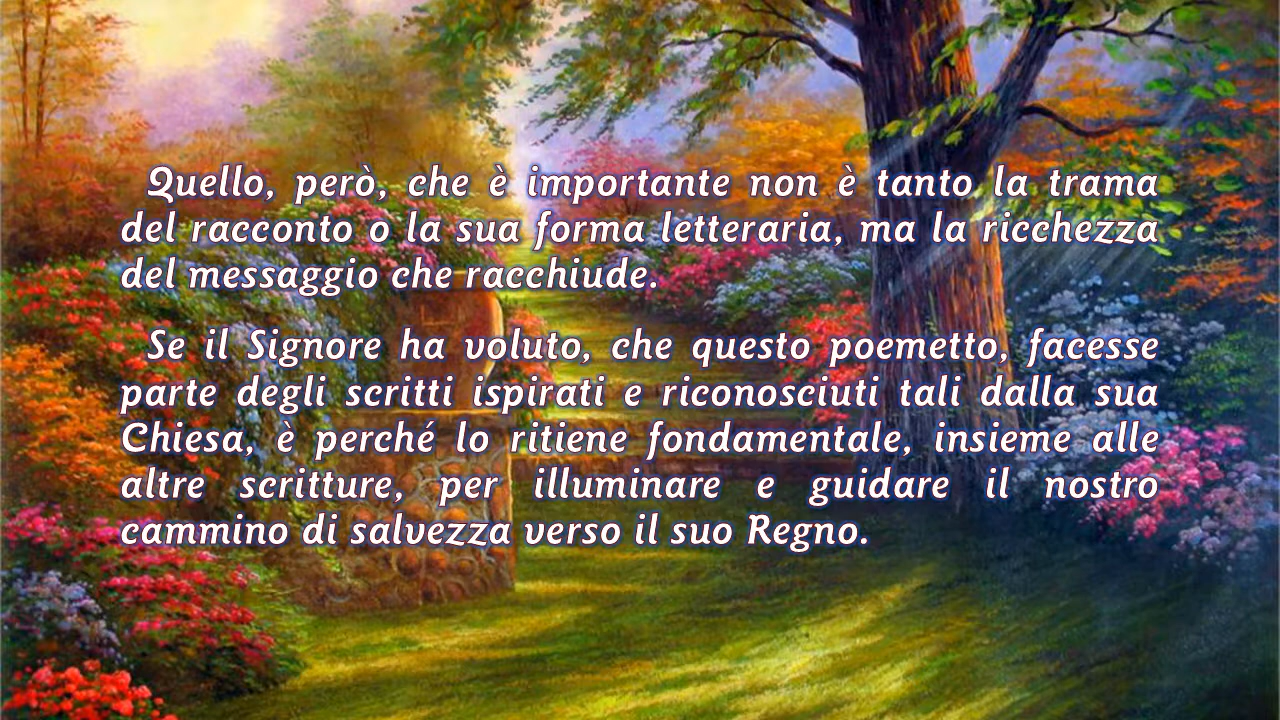 Quello, però, che è importante non è tanto la trama
del racconto o la sua forma letteraria, ma la ricchezza
del messaggio che racchiude.
Se il Signore ha voluto, che questo poemetto, facesse
parte degli scritti ispirati e riconosciuti tali dalla sua
Chiesa, è perché lo ritiene fondamentale, insieme alle
altre scritture, per illuminare e guidare il nostro
cammino di salvezza verso il suo Regno.